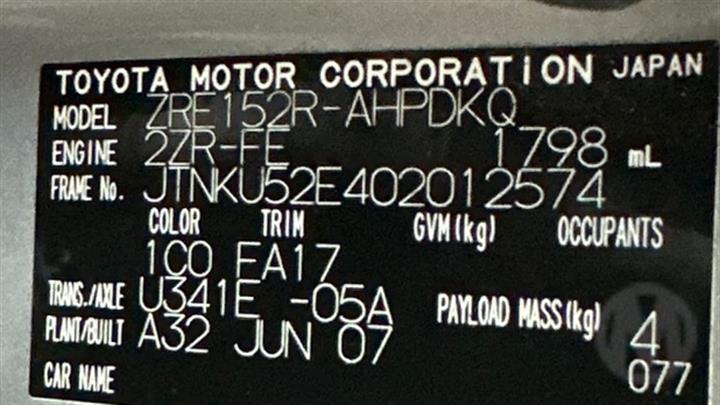 TOYOTA MOTOR CORPORATION JAPAN
MODEL ZRE152R-AHPDKQ
ENGINE 2ZR-FE 1798 mL
FRAME No. JTNKU52E402012574
COLOR TRIM GVM(kg) OCCUPANTS
1C0 EA17
TRANS./AXLE U341E -05A PAYLOAD MASS(kg) 4
PLANT/BUILT A32 JUN 07
CAR NAME 077